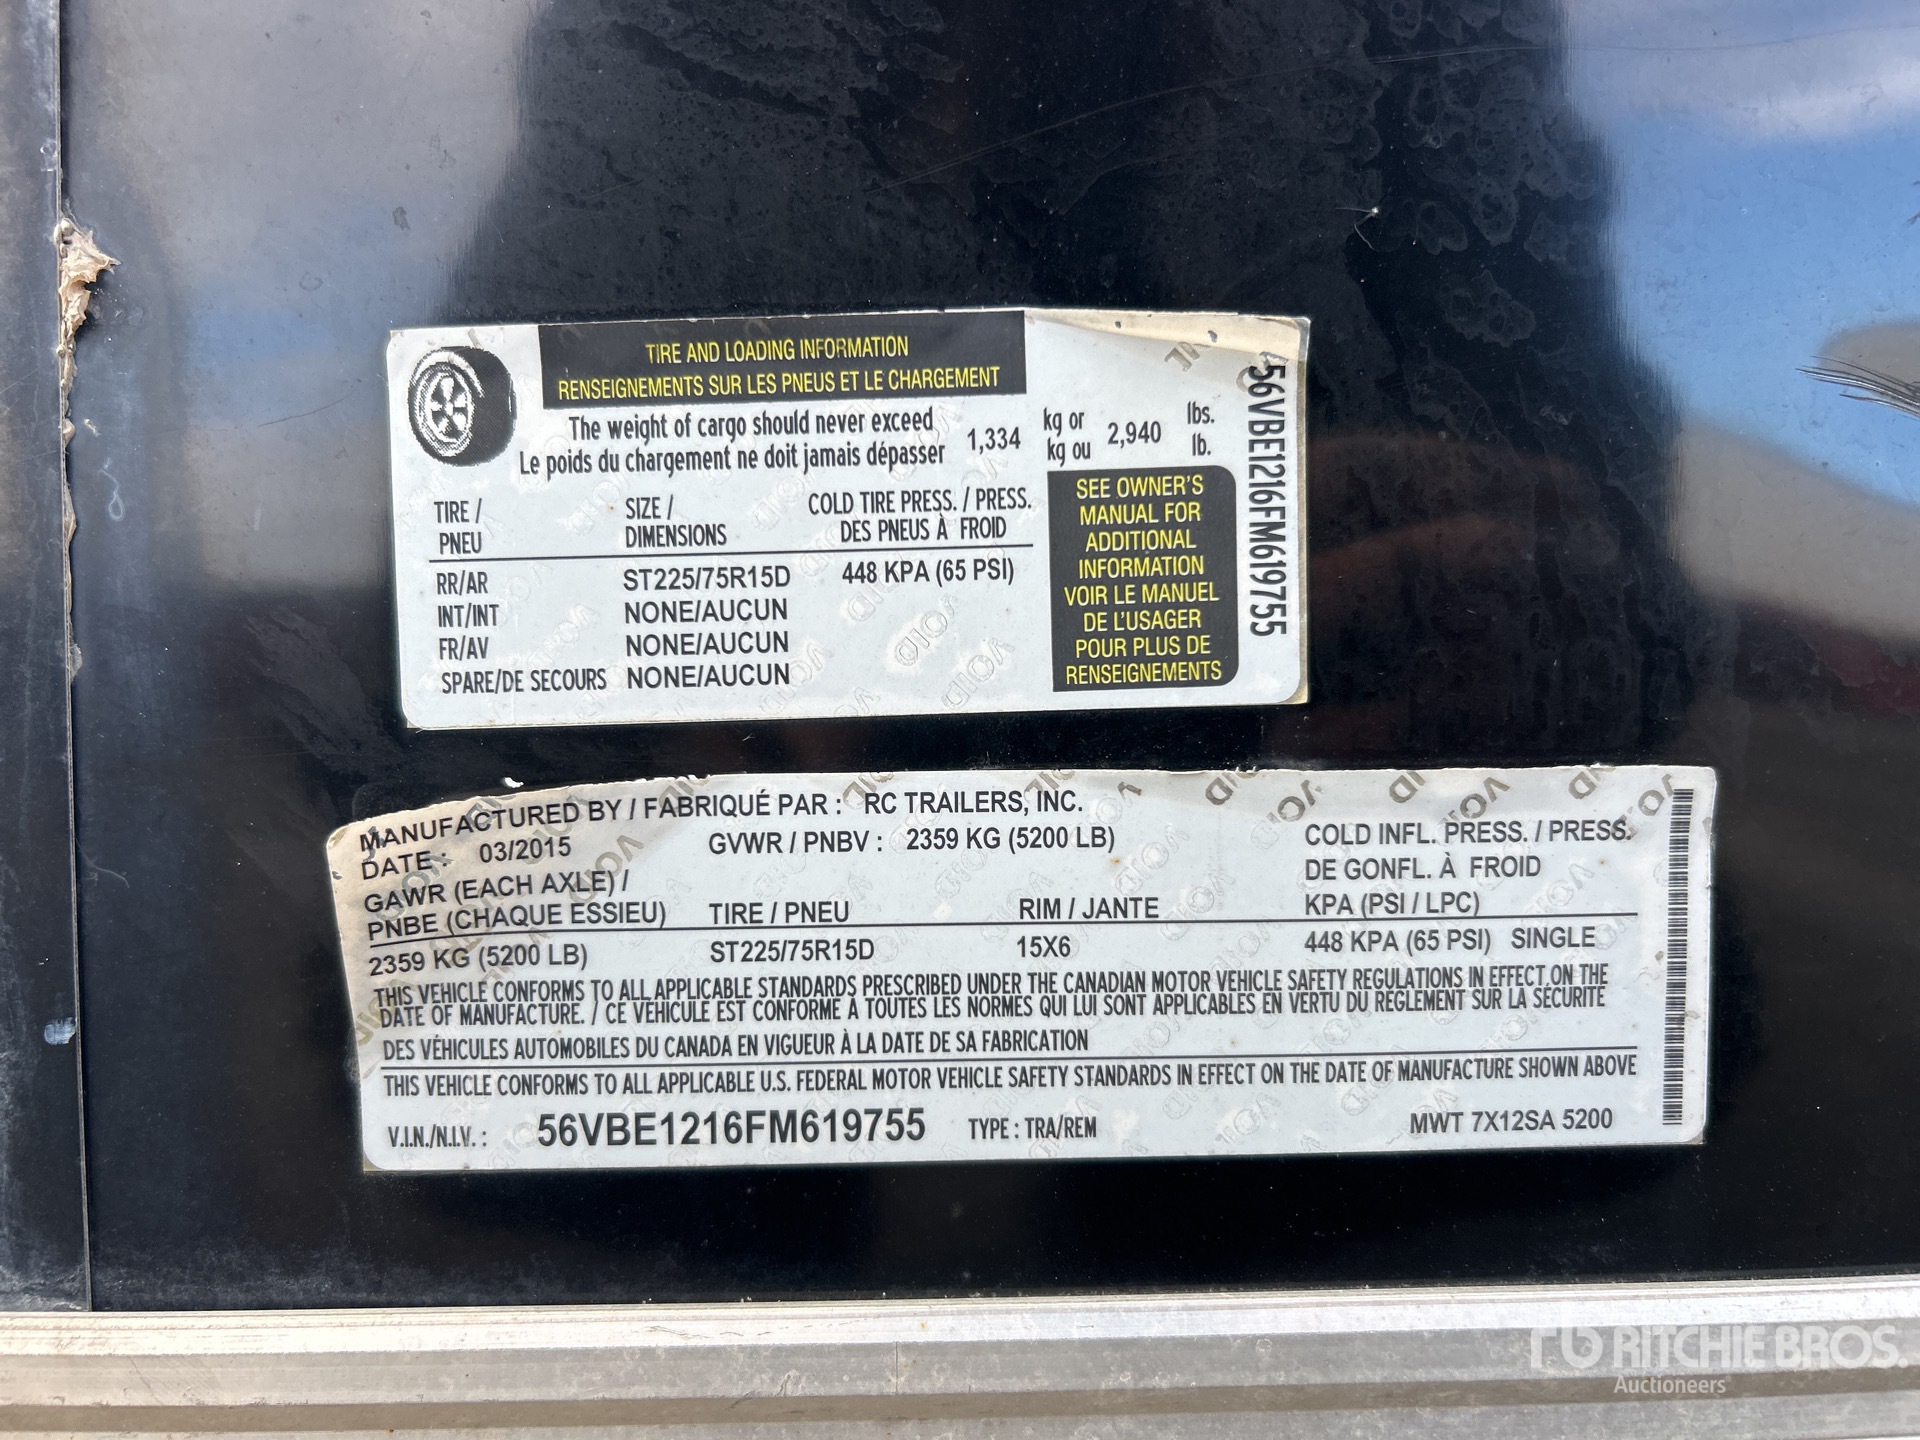 TIRE AND LOADING INFORMATION
RENSEIGNEMENTS SUR LES PNEUS ET LE CHARGEMENT
The weight of cargo should never exceed
Le poids du chargement ne doit jamais dépasser
1,334 kg or kg ou 2,940 lbs. lb.
TIRE / PNEU SIZE / DIMENSIONS COLD TIRE PRESS. / PRESS. DES PNEUS À FROID
RR/AR ST225/75R15D 448 KPA (65 PSI)
INT/INT NONE/AUCUN
FR/AV NONE/AUCUN
SPARE/DE SECOURS NONE/AUCUN
SEE OWNER'S
MANUAL FOR
ADDITIONAL
INFORMATION
VOIR LE MANUEL
DE L'USAGER
POUR PLUS DE
RENSEIGNEMENTS
56VBE1216FM619755
MANUFACTURED BY / FABRIQUÉ PAR : RC TRAILERS, INC.
DATE : 03/2015 GVWR / PNBV : 2359 KG (5200 LB)
GAWR (EACH AXLE) /
PNBE (CHAQUE ESSIEU) TIRE / PNEU RIM / JANTE
COLD INFL. PRESS. / PRESS.
DE GONFL. À FROID
KPA (PSI / LPC)
2359 KG (5200 LB) ST225/75R15D 15X6 448 KPA (65 PSI) SINGLE
THIS VEHICLE CONFORMS TO ALL APPLICABLE STANDARDS PRESCRIBED UNDER THE CANADIAN MOTOR VEHICLE SAFETY REGULATIONS IN EFFECT ON THE
DATE OF MANUFACTURE. / CE VÉHICULE EST CONFORME À TOUTES LES NORMES QUI LUI SONT APPLICABLES EN VERTU DU RÈGLEMENT SUR LA SÉCURITÉ
DES VÉHICULES AUTOMOBILES DU CANADA EN VIGUEUR À LA DATE DE SA FABRICATION
THIS VEHICLE CONFORMS TO ALL APPLICABLE U.S. FEDERAL MOTOR VEHICLE SAFETY STANDARDS IN EFFECT ON THE DATE OF MANUFACTURE SHOWN ABOVE
V.I.N./N.I.V. : 56VBE1216FM619755 TYPE : TRA/REM MWT 7X12SA 5200
RITCHIE BROS.
Auctioneers